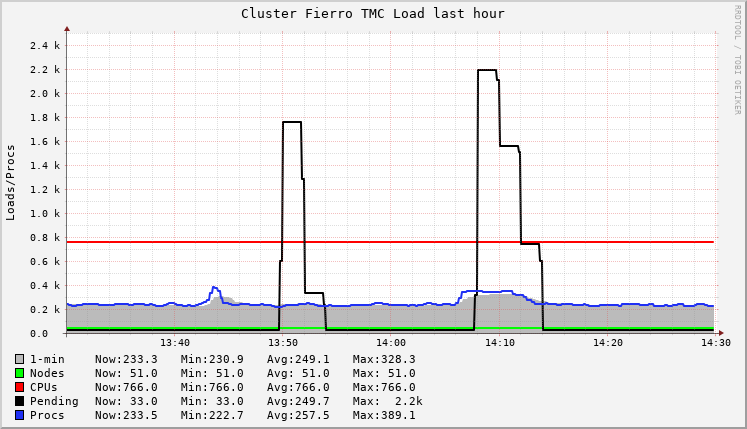 Cluster Fierro TMC Load last hour
RRDTOOL / TOBI OETIKER
Loads/Procs
2.4 k
2.2 k
2.0 k
1.8 k
1.6 k
1.4 k
1.2 k
1.0 k
0.8 k
0.6 k
0.4 k
0.2 k
0.0
13:40 13:50 14:00 14:10 14:20 14:30
1-min Now:233.3 Min:230.9 Avg:249.1 Max:328.3
Nodes Now: 51.0 Min: 51.0 Avg: 51.0 Max: 51.0
CPUs Now:766.0 Min:766.0 Avg:766.0 Max:766.0
Pending Now: 33.0 Min: 33.0 Avg:249.7 Max: 2.2k
Procs Now:233.5 Min:222.7 Avg:257.5 Max:389.1